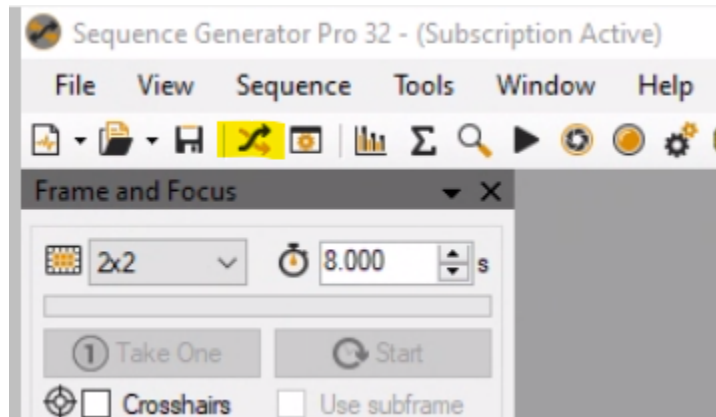 Sequence Generator Pro 32 - (Subscription Active)
File View Sequence Tools Window Help
Frame and Focus
2x2 8.000 s
1 Take One Start
Crosshairs Use subframe